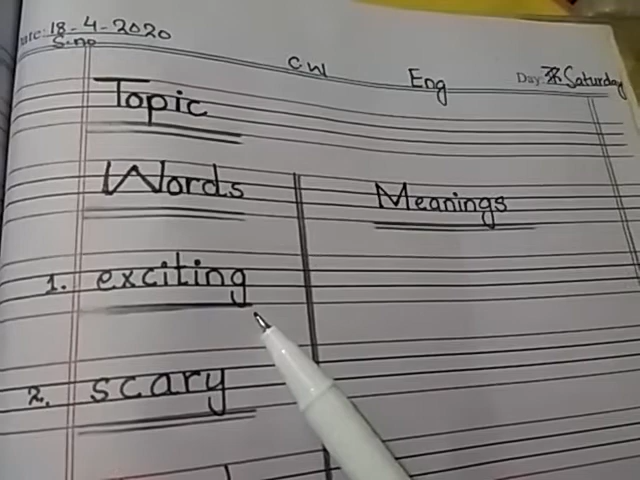 Date: 18-4-2020
S.no
CW Eng Day: Saturday
Topic
Words Meanings
1. exciting
2. scary